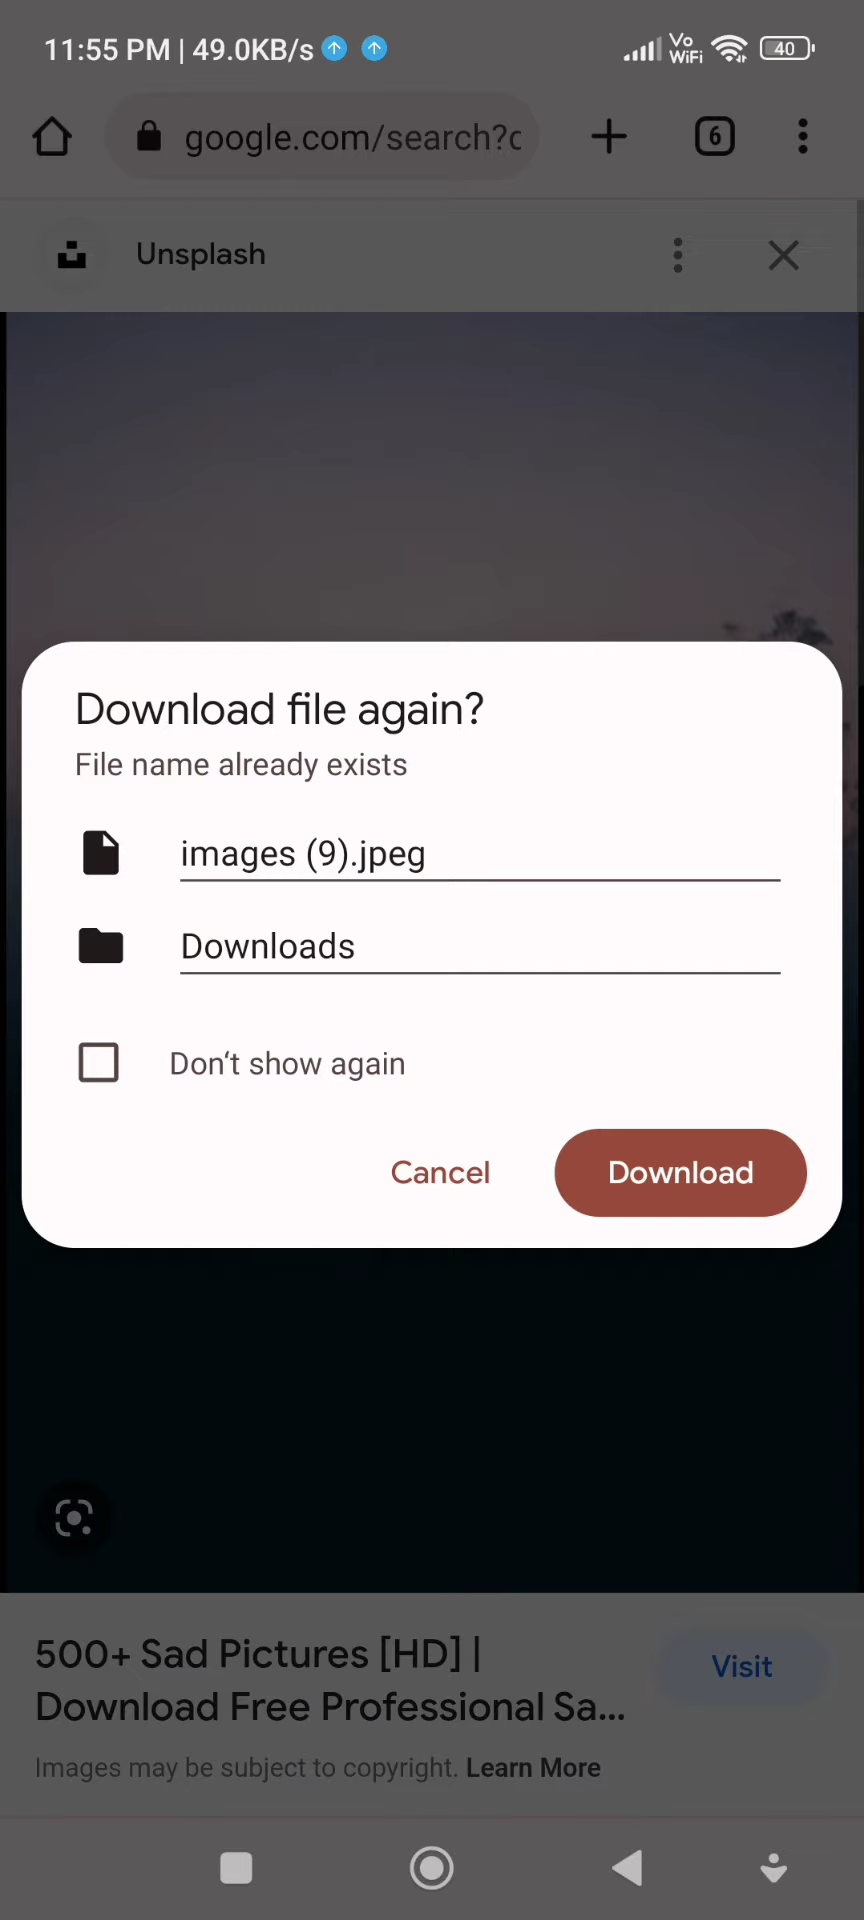 11:55 PM | 49.0KB/s
Vo
WiFi
40
google.com/search?c
6
Unsplash
Download file again?
File name already exists
images (9).jpeg
Downloads
Don't show again
Cancel
Download
500+ Sad Pictures [HD] |
Download Free Professional Sa...
Visit
Images may be subject to copyright. Learn More